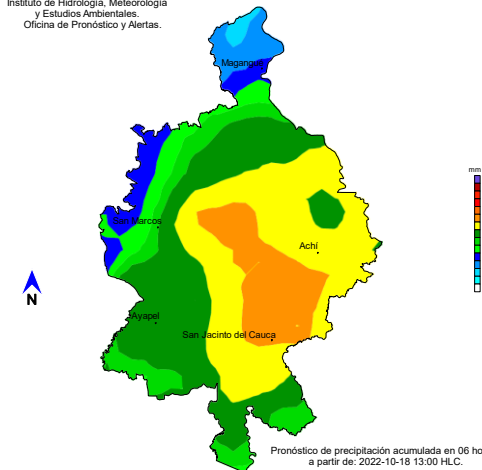 Instituto de Hidrología, Meteorología
y Estudios Ambientales.
Oficina de Pronóstico y Alertas.
Magangué
San Marcos
Achí
Ayapel
San Jacinto del Cauca
mm
N
Pronóstico de precipitación acumulada en 06 ho
a partir de: 2022-10-18 13:00 HLC.